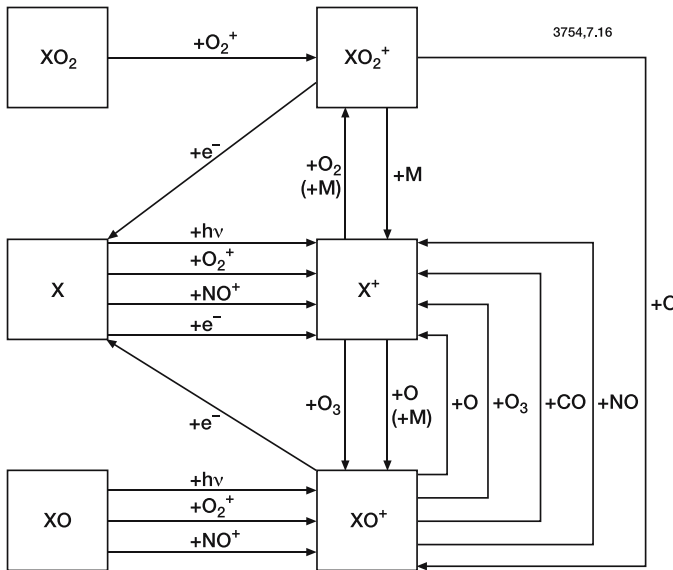 3754,7.16
XO₂
+O₂⁺
XO₂⁺
+e⁻
+O₂
(+M)
+M
X
+hν
+O₂⁺
+NO⁺
+e⁻
X⁺
+O
+O₃
+O
(+M)
+O
+O₃
+CO
+NO
+e⁻
XO
+hν
+O₂⁺
+NO⁺
XO⁺